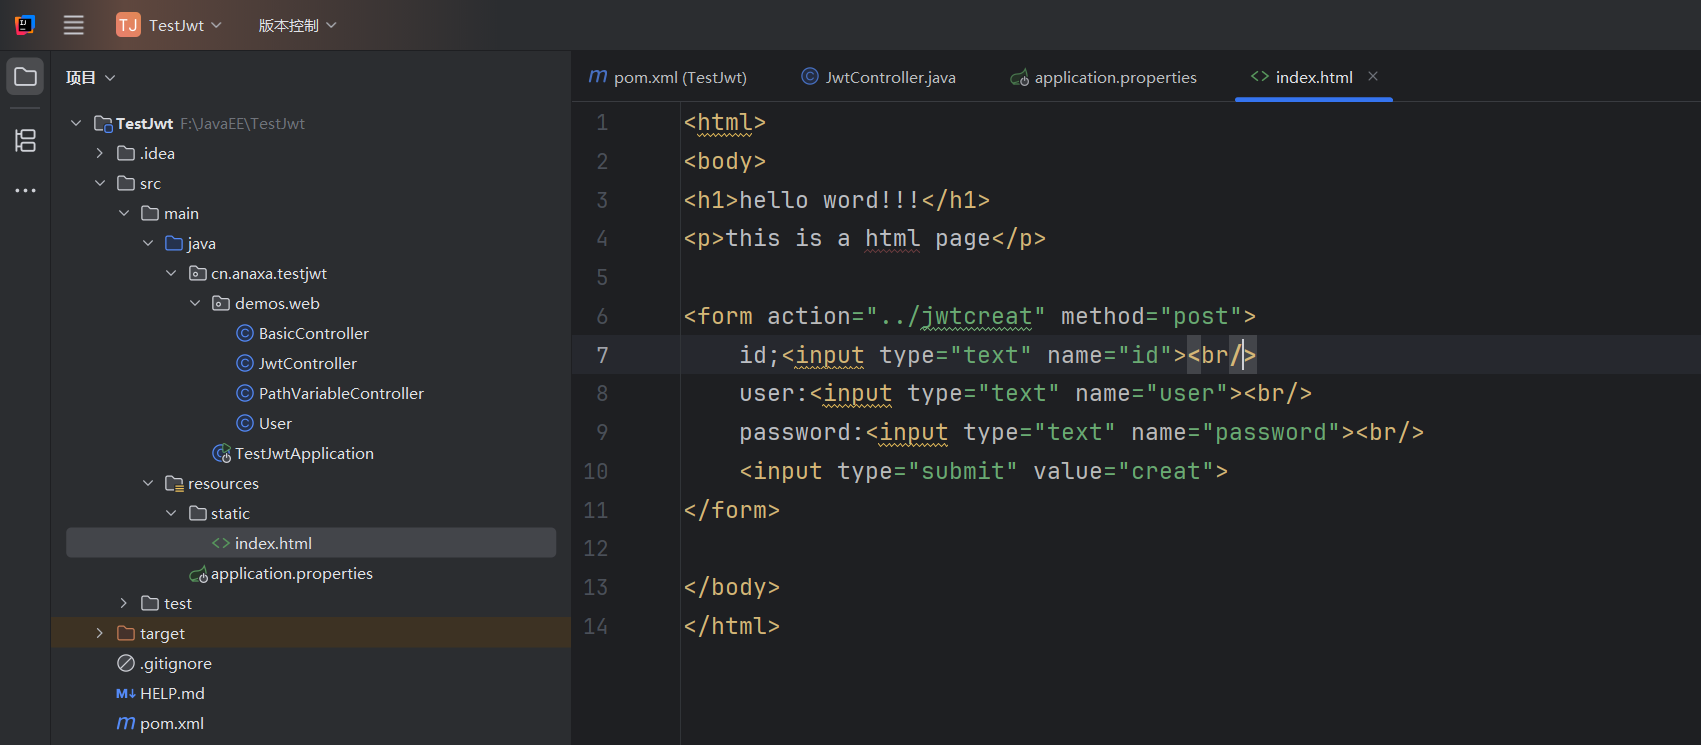 TJ TestJwt 版本控制
项目
TestJwt F:\JavaEE\TestJwt
.idea
src
main
java
cn.anaxa.testjwt
demos.web
BasicController
JwtController
PathVariableController
User
TestJwtApplication
resources
static
index.html
application.properties
test
target
.gitignore
M↓ HELP.md
m pom.xml
m pom.xml (TestJwt) JwtController.java application.properties <> index.html ×
1 <html>
2 <body>
3 <h1>hello word!!!</h1>
4 <p>this is a html page</p>
5
6 <form action="../jwtcreat" method="post">
7 id;<input type="text" name="id"><br/>
8 user:<input type="text" name="user"><br/>
9 password:<input type="text" name="password"><br/>
10 <input type="submit" value="creat">
11 </form>
12
13 </body>
14 </html>